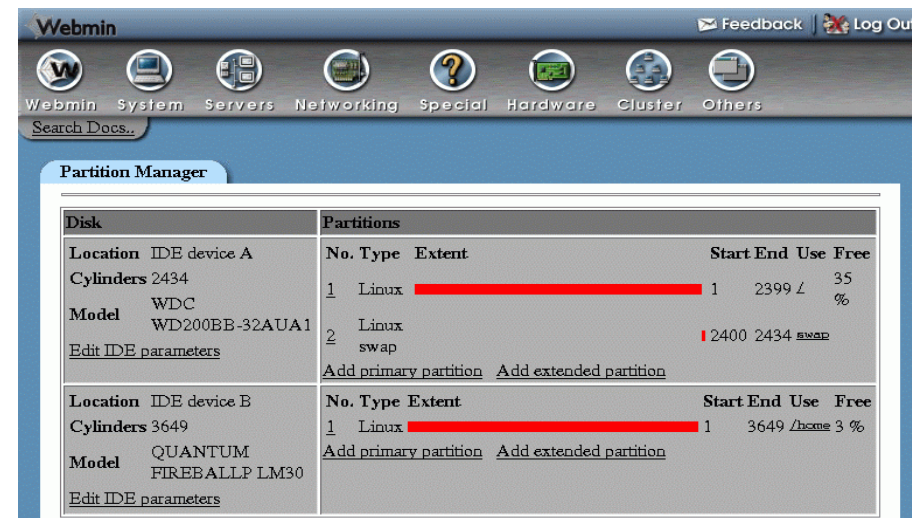 Webmin
Feedback Log Out
Webmin System Servers Networking Special Hardware Cluster Others
Search Docs..
Partition Manager
Disk Partitions
Location IDE device A
Cylinders 2434
Model WDC WD200BB-32AUA1
Edit IDE parameters
No. Type Extent Start End Use Free
1 Linux 1 2399 / 35 %
2 Linux swap 2400 2434 swap
Add primary partition Add extended partition
Location IDE device B
Cylinders 3649
Model QUANTUM FIREBALLP LM30
Edit IDE parameters
No. Type Extent Start End Use Free
1 Linux 1 3649 /home 3 %
Add primary partition Add extended partition